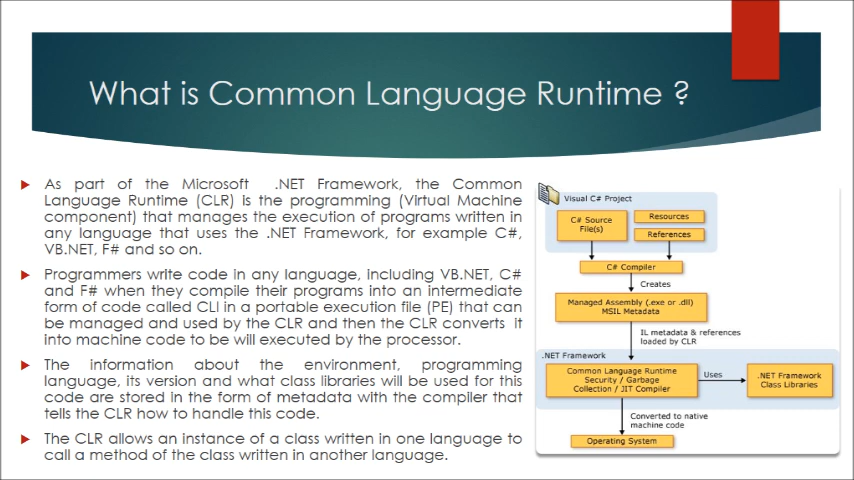 What is Common Language Runtime ?
As part of the Microsoft .NET Framework, the Common
Language Runtime (CLR) is the programming (Virtual Machine
component) that manages the execution of programs written in
any language that uses the .NET Framework, for example C#,
VB.NET, F# and so on.
Programmers write code in any language, including VB.NET, C#
and F# when they compile their programs into an intermediate
form of code called CLI in a portable execution file (PE) that can
be managed and used by the CLR and then the CLR converts it
into machine code to be will executed by the processor.
The information about the environment, programming
language, its version and what class libraries will be used for this
code are stored in the form of metadata with the compiler that
tells the CLR how to handle this code.
The CLR allows an instance of a class written in one language to
call a method of the class written in another language.
Visual C# Project
C# Source
File(s)
Resources
References
C# Compiler
Creates
Managed Assembly (.exe or .dll)
MSIL Metadata
IL metadata & references
loaded by CLR
.NET Framework
Common Language Runtime
Security / Garbage
Collection / JIT Compiler
Uses
.NET Framework
Class Libraries
Converted to native
machine code
Operating System